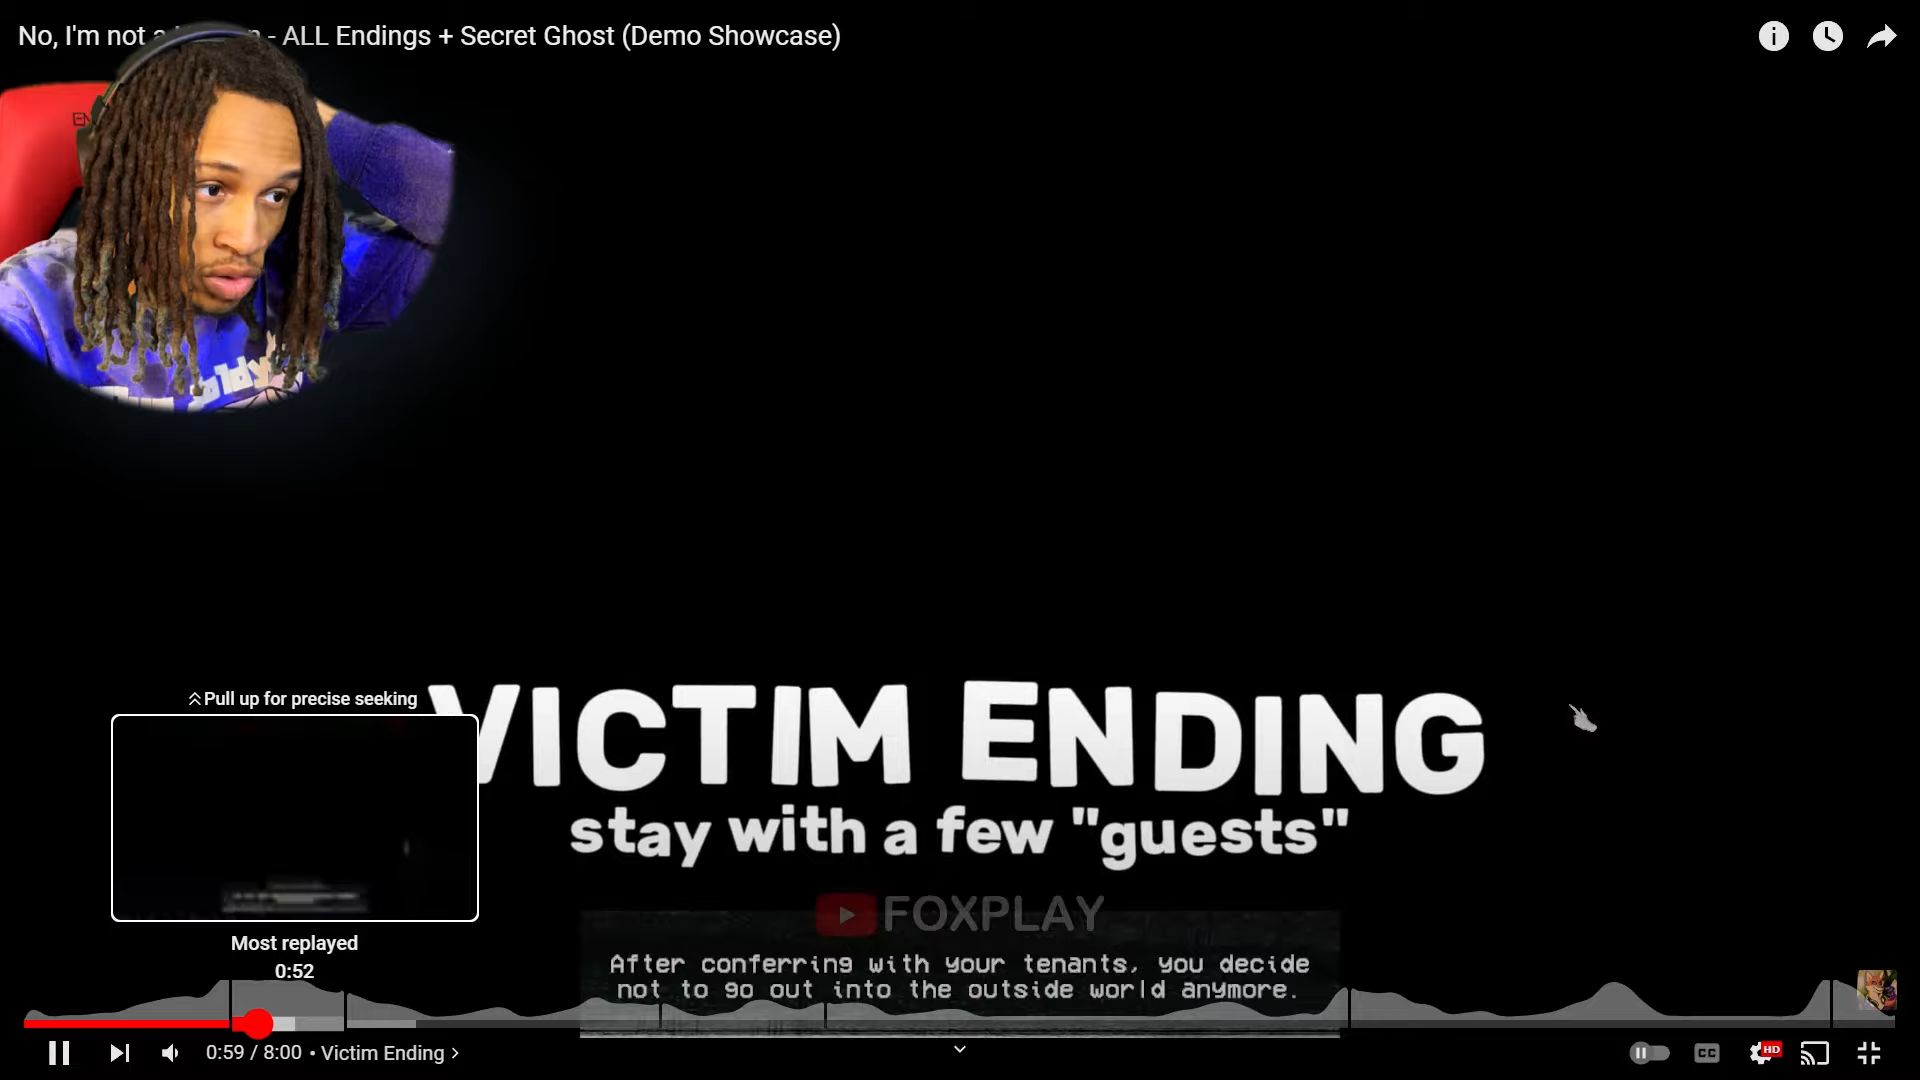 No, I'm not a - ALL Endings + Secret Ghost (Demo Showcase)
Pull up for precise seeking
VICTIM ENDING
stay with a few "guests"
FOXPLAY
After conferring with your tenants, you decide
not to go out into the outside world anymore.
Most replayed
0:52
0:59 / 8:00 • Victim Ending
CC
HD